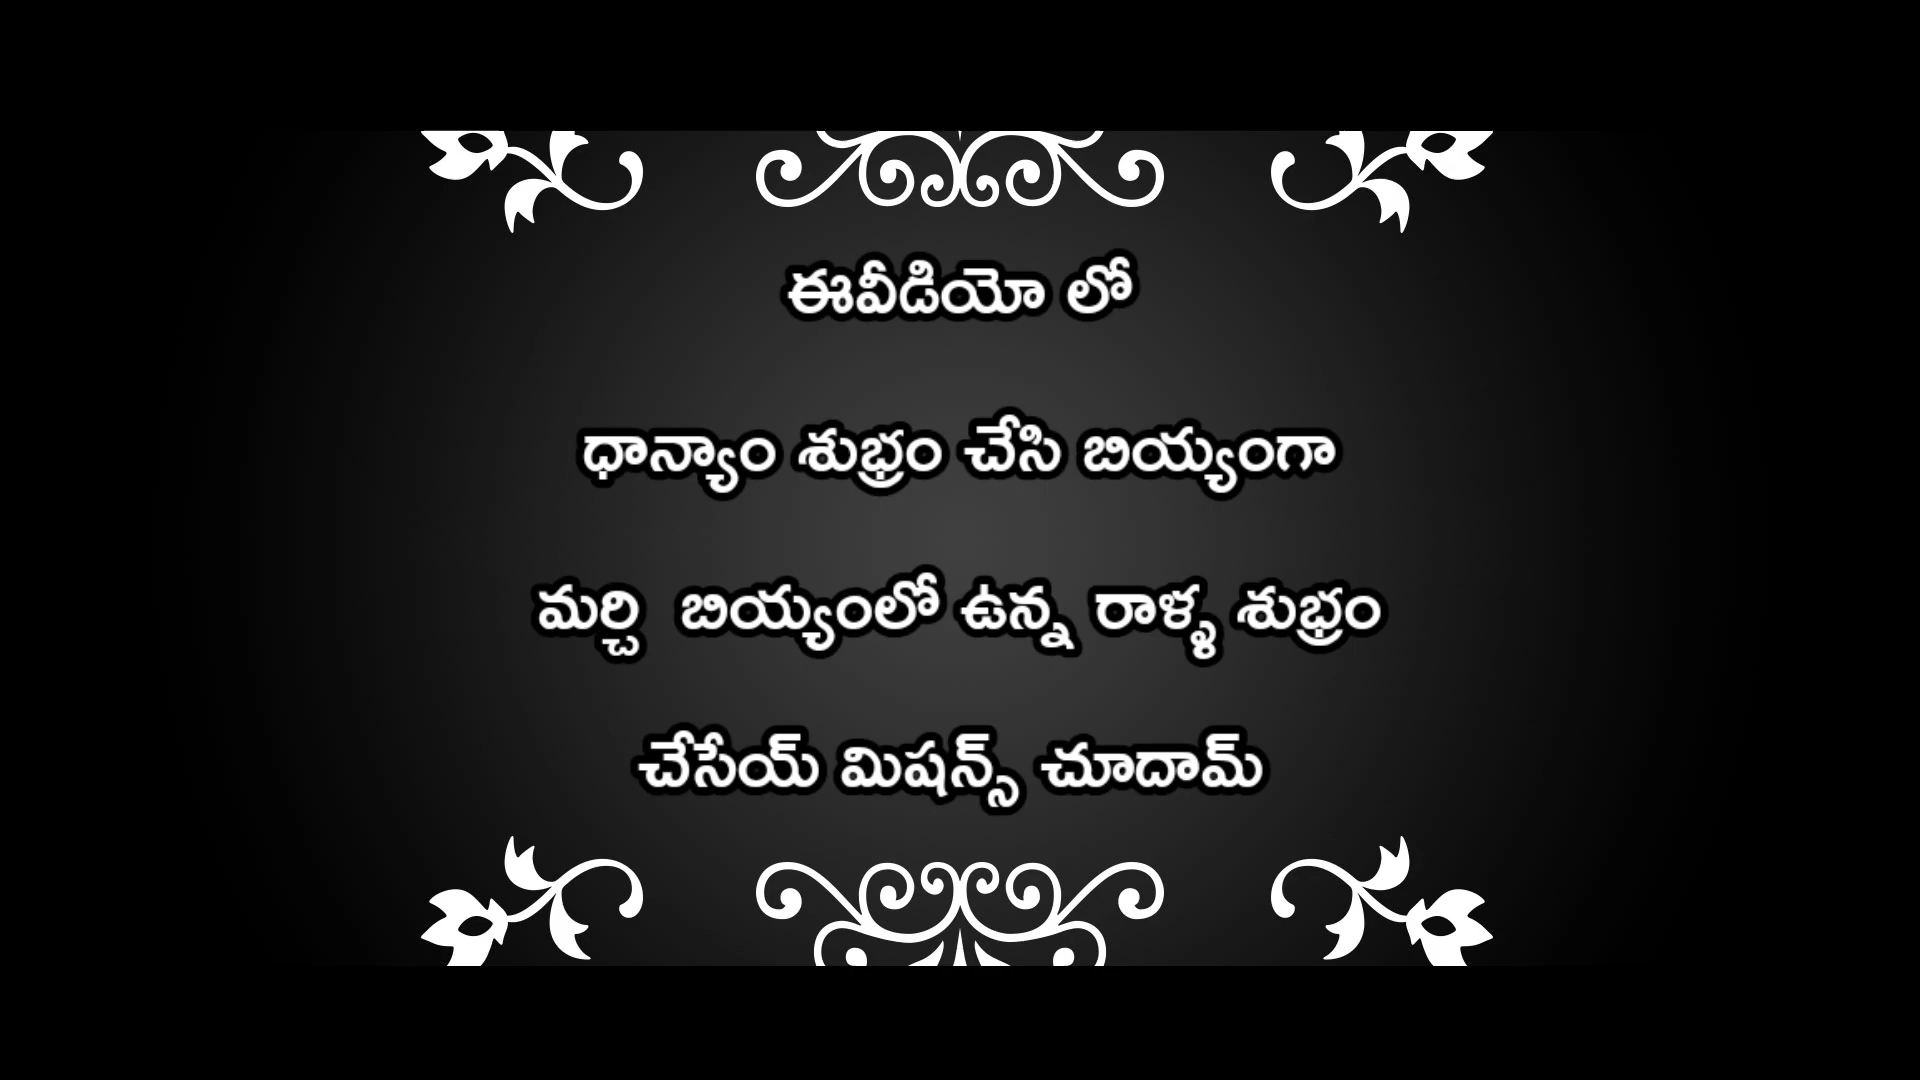 ఈవీడియో లో
ధాన్యాం శుభ్రం చేసి బియ్యంగా
మర్చి బియ్యంలో ఉన్న రాళ్ళ శుభ్రం
చేసేయ్ మిషన్స్ చూదామ్